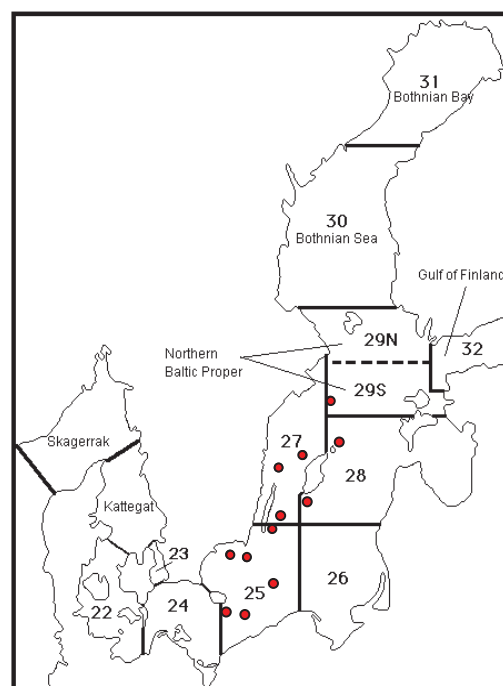 31
Bothnian Bay
30
Bothnian Sea
Gulf of Finland
29N
32
Northern
Baltic Proper
29S
27
Skagerrak
28
Kattegat
23
26
25
24
22